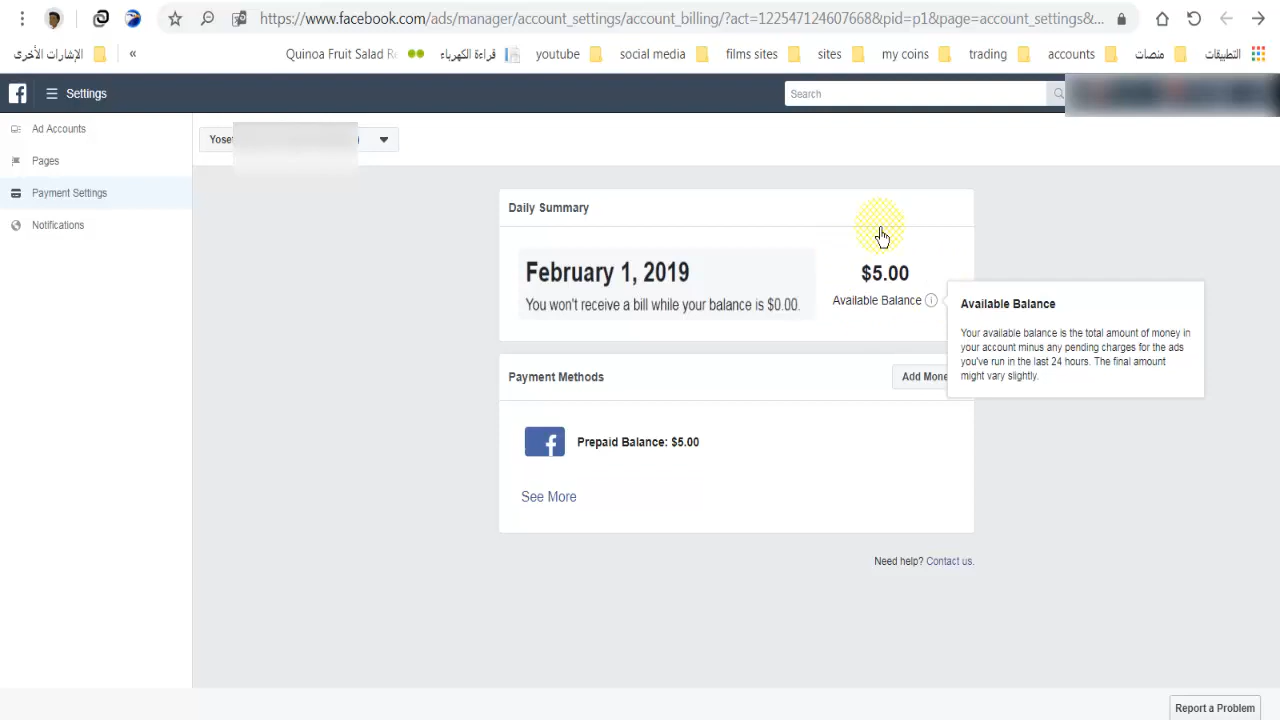 https://www.facebook.com/ads/manager/account_settings/account_billing/?act=1225471246076688&pid=p1&page=account_settings&...
الإشارات الأخرى
«
Quinoa Fruit Salad Re
قراءة الكهرباء
youtube
social media
films sites
sites
my coins
trading
accounts
منصات
التطبيقات
Settings
Search
Ad Accounts
Pages
Payment Settings
Notifications
Yosef
Daily Summary
February 1, 2019
You won't receive a bill while your balance is $0.00.
$5.00
Available Balance
Available Balance
Your available balance is the total amount of money in
your account minus any pending charges for the ads
you've run in the last 24 hours. The final amount
might vary slightly.
Payment Methods
Add Mone
Prepaid Balance: $5.00
See More
Need help? Contact us.
Report a Problem